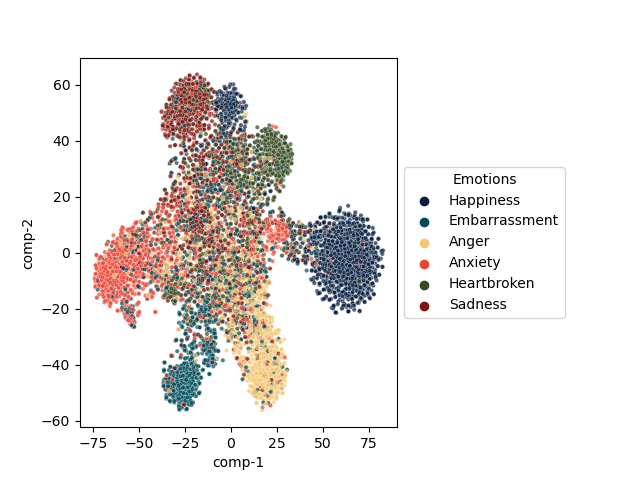 60
40
20
0
−20
−40
−60
−75
−50
−25
0
25
50
75
comp-1
comp-2
Emotions
Happiness
Embarrassment
Anger
Anxiety
Heartbroken
Sadness